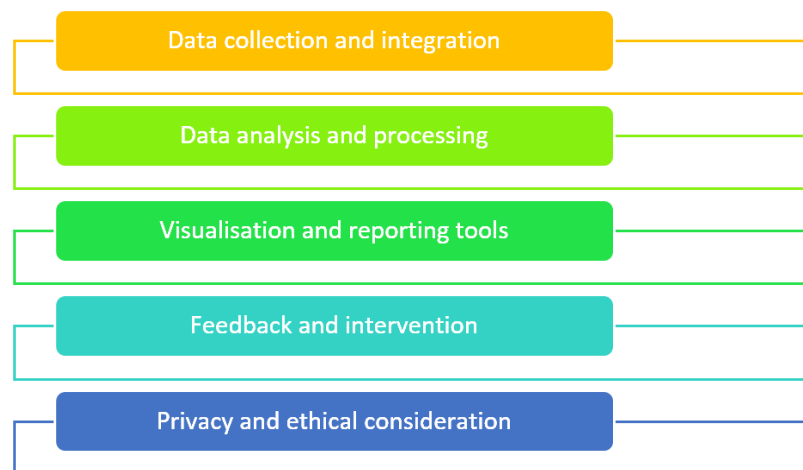 Data collection and integration
Data analysis and processing
Visualisation and reporting tools
Feedback and intervention
Privacy and ethical consideration